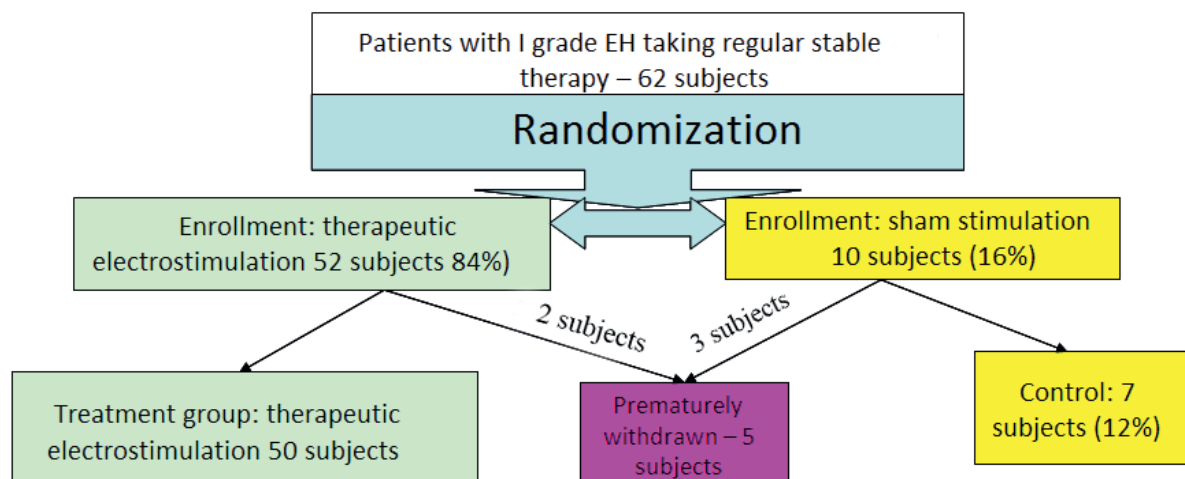 Patients with I grade EH taking regular stable
therapy – 62 subjects
Randomization
Enrollment: therapeutic
electrostimulation 52 subjects 84%)
Enrollment: sham stimulation
10 subjects (16%)
2 subjects
3 subjects
Treatment group: therapeutic
electrostimulation 50 subjects
Prematurely
withdrawn – 5
subjects
Control: 7
subjects (12%)